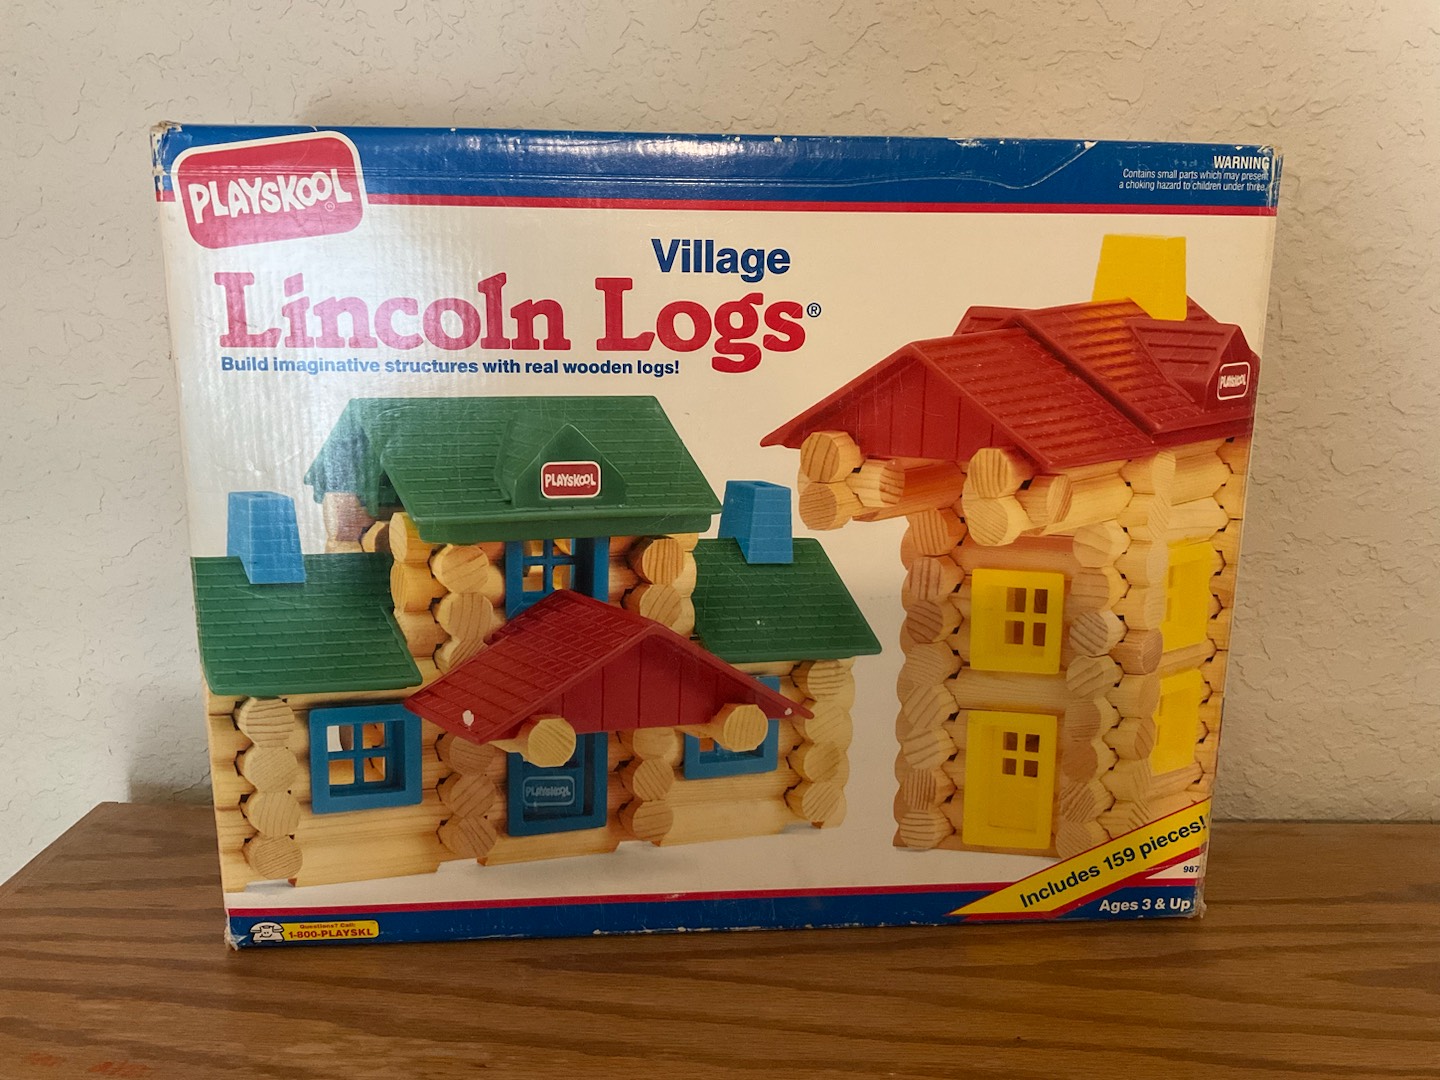 PLAYSKOOL
WARNING
Contains small parts which may present
a choking hazard to children under three.
Village
Lincoln Logs®
Build imaginative structures with real wooden logs!
PLAYSKOOL
PLAYSKOOL
PLAYSKOOL
Includes 159 pieces!
987
Ages 3 & Up
Questions? Call:
1-800-PLAYSKL